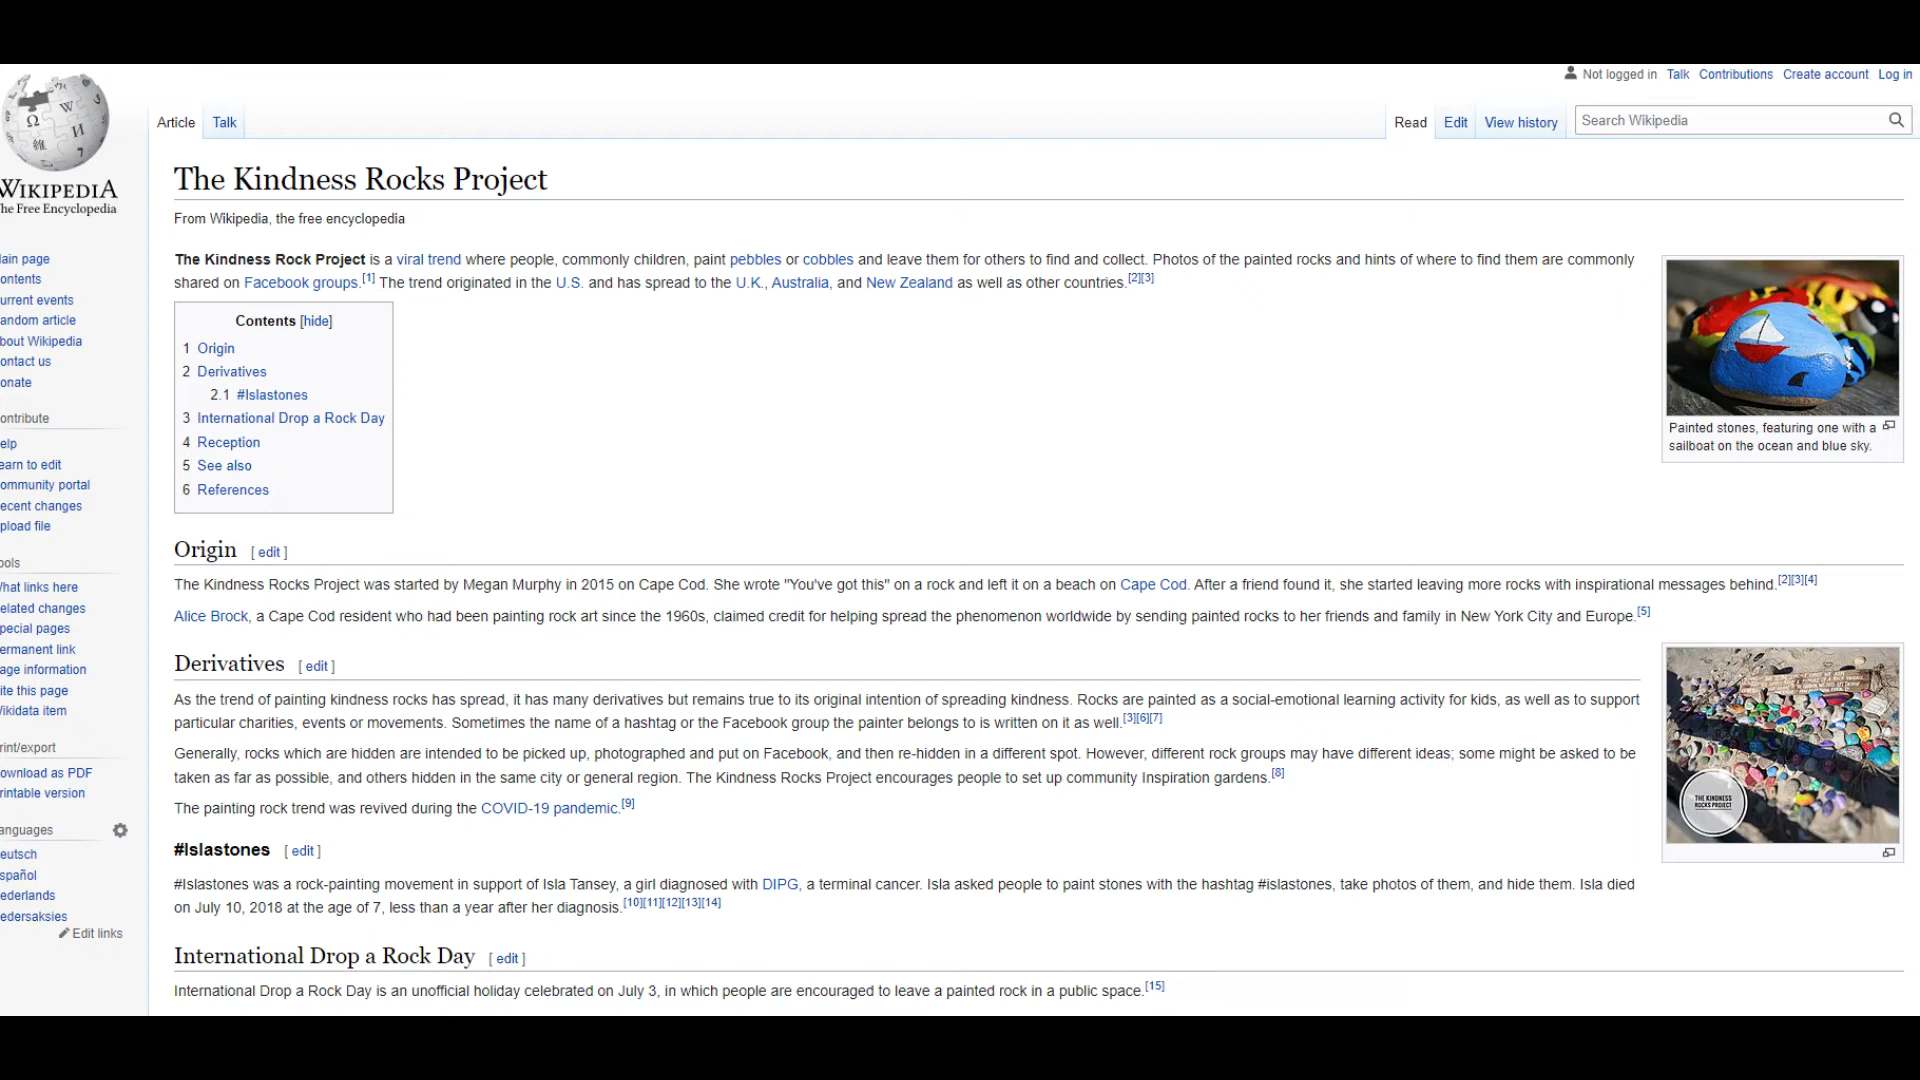 Not logged in Talk Contributions Create account Log in
Article Talk
Read Edit View history Search Wikipedia
WIKIPEDIA
The Free Encyclopedia
The Kindness Rocks Project
From Wikipedia, the free encyclopedia
ain page
ontents
urrent events
andom article
bout Wikipedia
ontact us
onate
ontribute
elp
earn to edit
ommunity portal
ecent changes
pload file
ools
hat links here
elated changes
pecial pages
ermanent link
age information
ite this page
ikidata item
rint/export
ownload as PDF
rintable version
anguages
eutsch
spañol
ederlands
edersaksies
Edit links
The Kindness Rock Project is a viral trend where people, commonly children, paint pebbles or cobbles and leave them for others to find and collect. Photos of the painted rocks and hints of where to find them are commonly
shared on Facebook groups.[1] The trend originated in the U.S. and has spread to the U.K., Australia, and New Zealand as well as other countries.[2][3]
Contents [hide]
1 Origin
2 Derivatives
2.1 #Islastones
3 International Drop a Rock Day
4 Reception
5 See also
6 References
Painted stones, featuring one with a
sailboat on the ocean and blue sky.
Origin [ edit ]
The Kindness Rocks Project was started by Megan Murphy in 2015 on Cape Cod. She wrote "You've got this" on a rock and left it on a beach on Cape Cod. After a friend found it, she started leaving more rocks with inspirational messages behind.[2][3][4]
Alice Brock, a Cape Cod resident who had been painting rock art since the 1960s, claimed credit for helping spread the phenomenon worldwide by sending painted rocks to her friends and family in New York City and Europe.[5]
Derivatives [ edit ]
As the trend of painting kindness rocks has spread, it has many derivatives but remains true to its original intention of spreading kindness. Rocks are painted as a social-emotional learning activity for kids, as well as to support
particular charities, events or movements. Sometimes the name of a hashtag or the Facebook group the painter belongs to is written on it as well.[3][6][7]
Generally, rocks which are hidden are intended to be picked up, photographed and put on Facebook, and then re-hidden in a different spot. However, different rock groups may have different ideas; some might be asked to be
taken as far as possible, and others hidden in the same city or general region. The Kindness Rocks Project encourages people to set up community Inspiration gardens.[8]
The painting rock trend was revived during the COVID-19 pandemic.[9]
THE KINDNESS
ROCKS PROJECT
#Islastones [ edit ]
#Islastones was a rock-painting movement in support of Isla Tansey, a girl diagnosed with DIPG, a terminal cancer. Isla asked people to paint stones with the hashtag #islastones, take photos of them, and hide them. Isla died
on July 10, 2018 at the age of 7, less than a year after her diagnosis.[10][11][12][13][14]
International Drop a Rock Day [ edit ]
International Drop a Rock Day is an unofficial holiday celebrated on July 3, in which people are encouraged to leave a painted rock in a public space.[15]